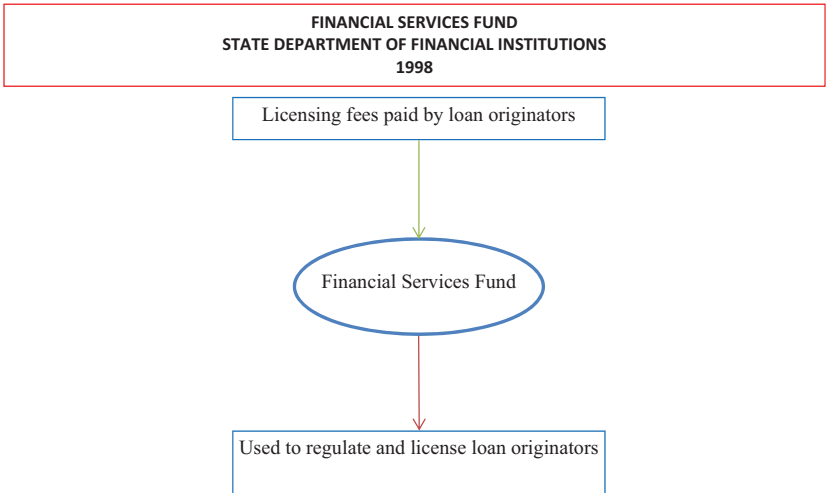 FINANCIAL SERVICES FUND
STATE DEPARTMENT OF FINANCIAL INSTITUTIONS
1998
Licensing fees paid by loan originators
Financial Services Fund
Used to regulate and license loan originators